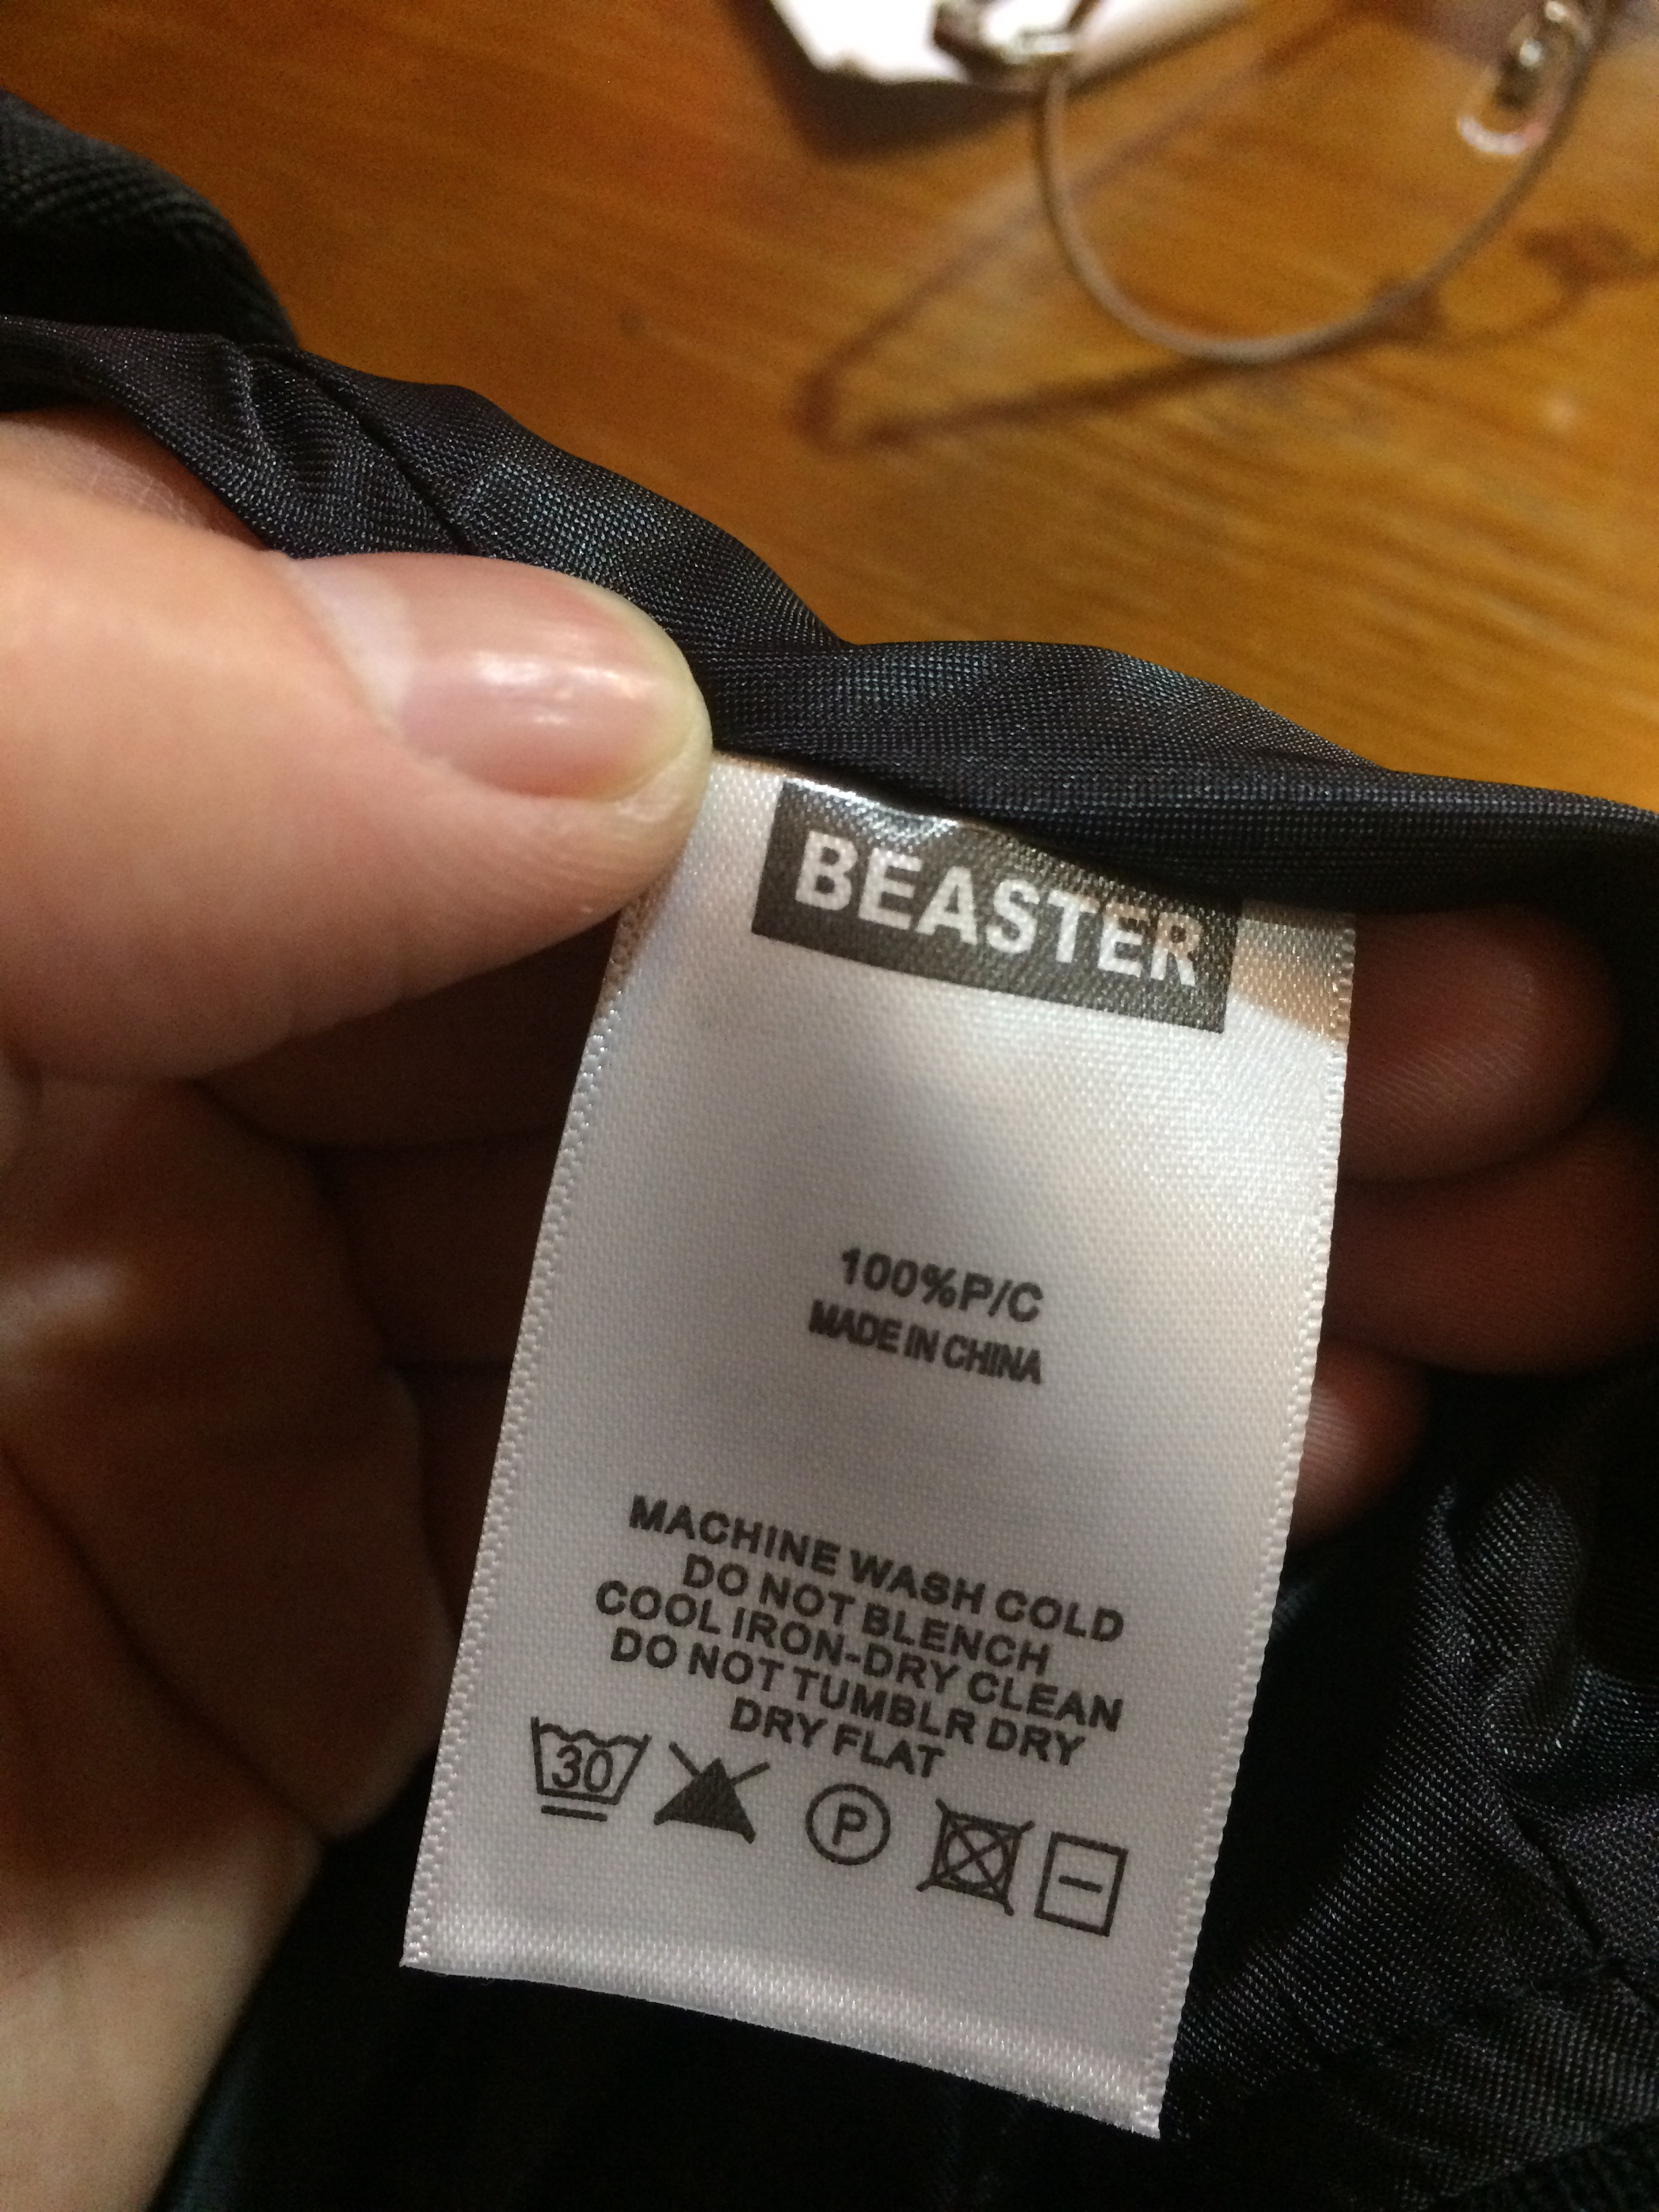 BEASTER
100%P/C
MADE IN CHINA
MACHINE WASH COLD
DO NOT BLENCH
COOL IRON-DRY CLEAN
DO NOT TUMBLR DRY
DRY FLAT
30
P